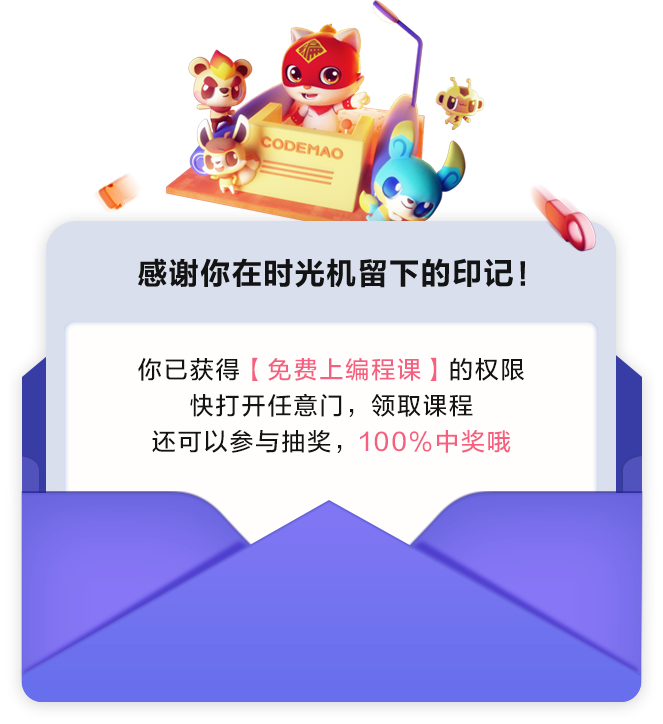 CODEMAO
感谢你在时光机留下的印记！
你已获得【免费上编程课】的权限
快打开任意门，领取课程
还可以参与抽奖，100%中奖哦